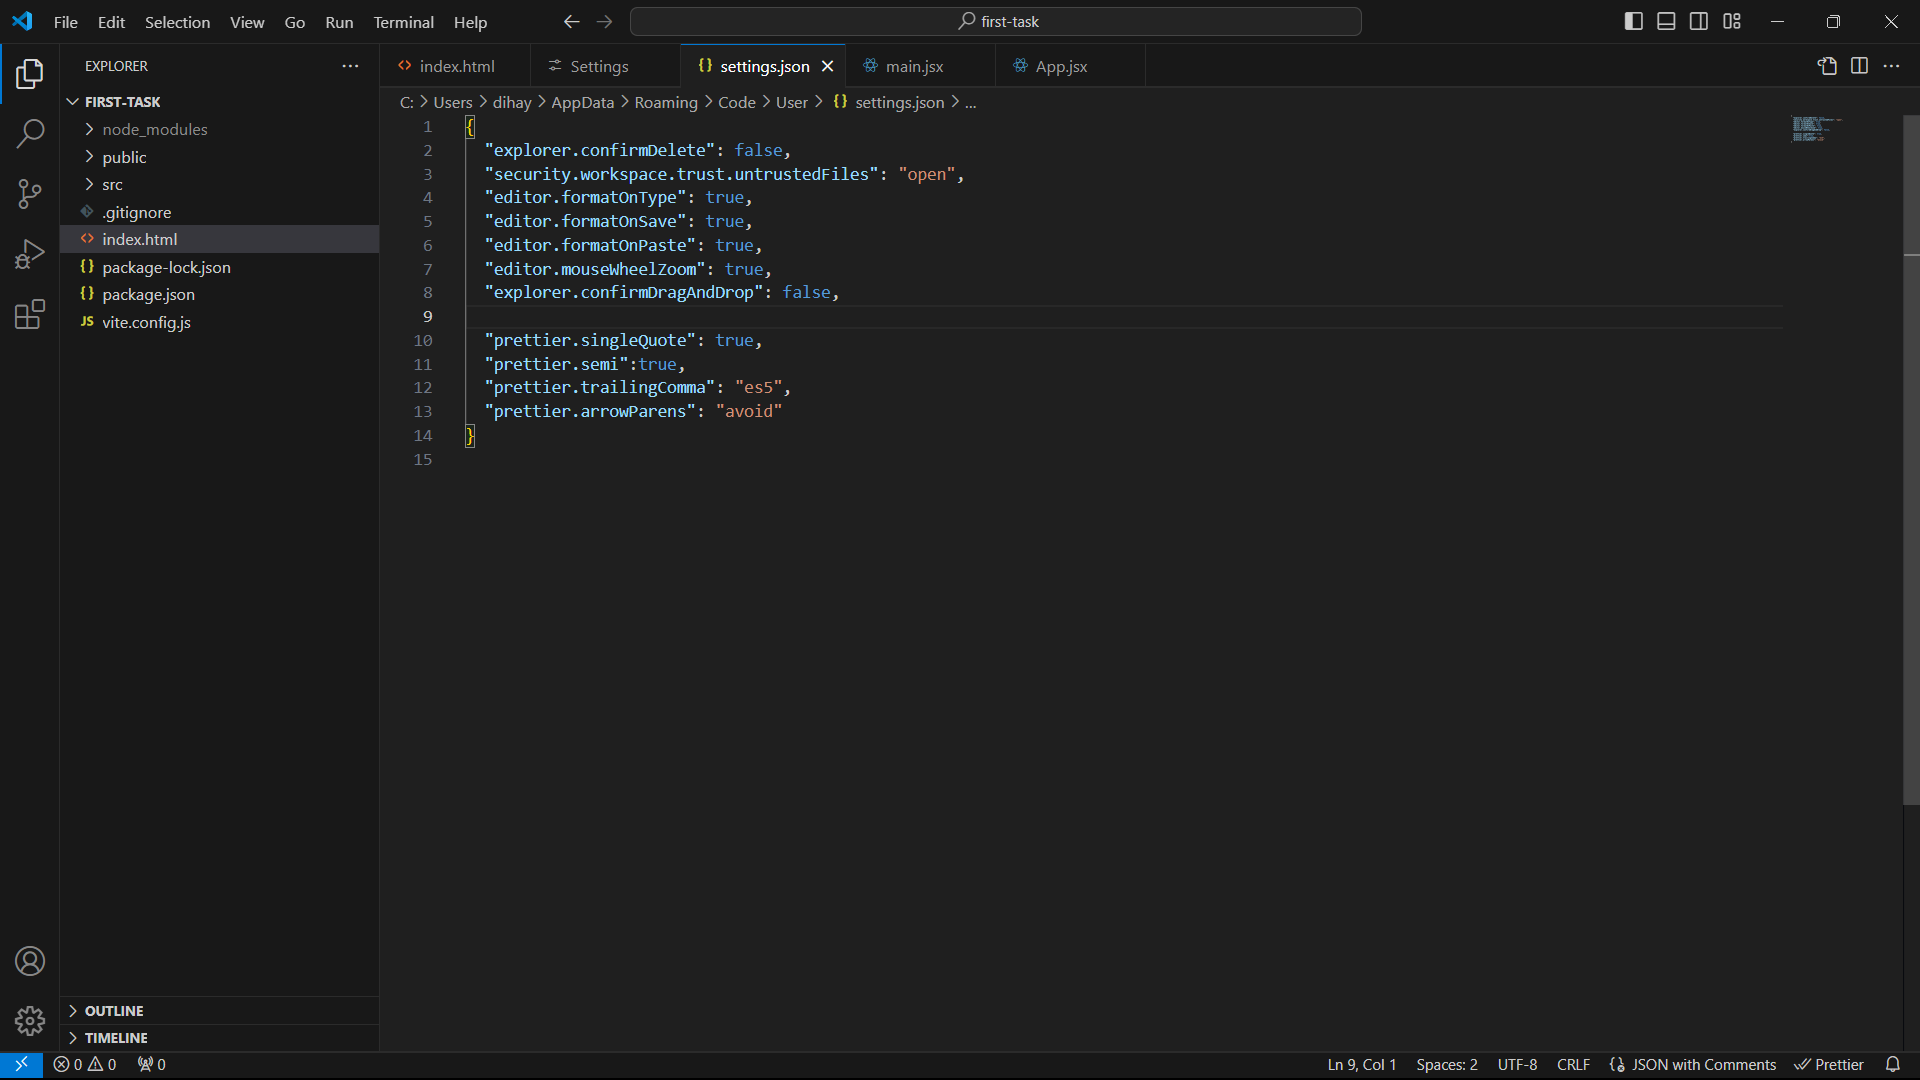 File Edit Selection View Go Run Terminal Help
first-task
EXPLORER
FIRST-TASK
node_modules
public
src
.gitignore
index.html
package-lock.json
package.json
vite.config.js
OUTLINE
TIMELINE
index.html
Settings
settings.json
main.jsx
App.jsx
C: > Users > dihay > AppData > Roaming > Code > User > {} settings.json > ...
1 {
2 "explorer.confirmDelete": false,
3 "security.workspace.trust.untrustedFiles": "open",
4 "editor.formatOnType": true,
5 "editor.formatOnSave": true,
6 "editor.formatOnPaste": true,
7 "editor.mouseWheelZoom": true,
8 "explorer.confirmDragAndDrop": false,
9
10 "prettier.singleQuote": true,
11 "prettier.semi":true,
12 "prettier.trailingComma": "es5",
13 "prettier.arrowParens": "avoid"
14 }
15
0 0 0
Ln 9, Col 1 Spaces: 2 UTF-8 CRLF {} JSON with Comments Prettier